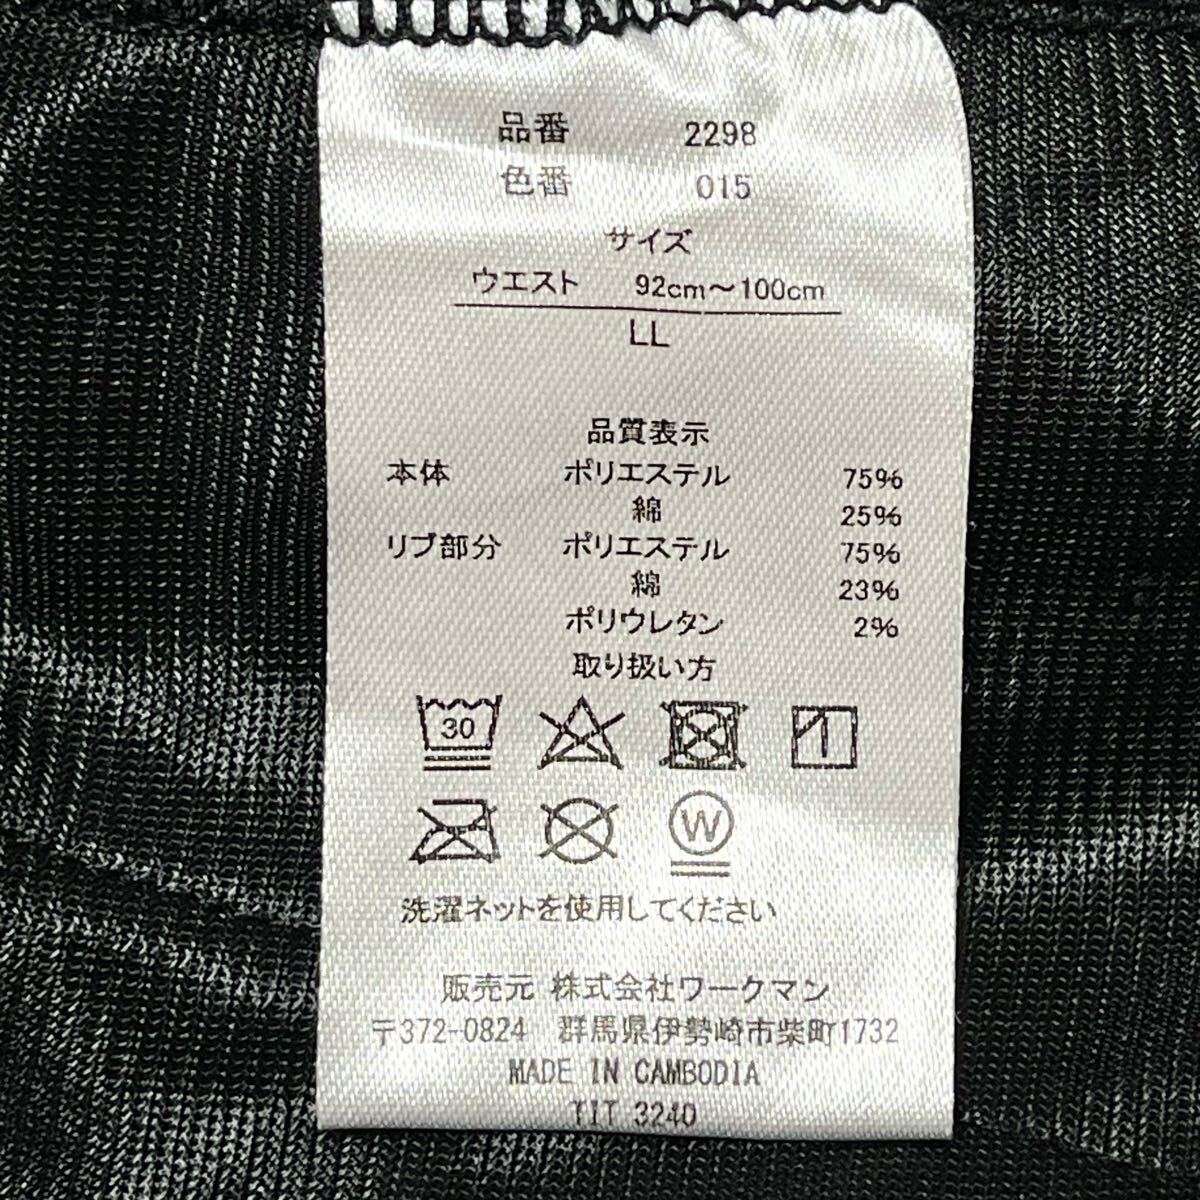 品番 2298
色番 015
サイズ
ウエスト 92cm～100cm
LL
品質表示
本体 ポリエステル 75%
綿 25%
リブ部分 ポリエステル 75%
綿 23%
ポリウレタン 2%
取り扱い方
30
W
洗濯ネットを使用してください
販売元 株式会社ワークマン
〒372-0824 群馬県伊勢崎市柴町1732
MADE IN CAMBODIA
TIT 3240